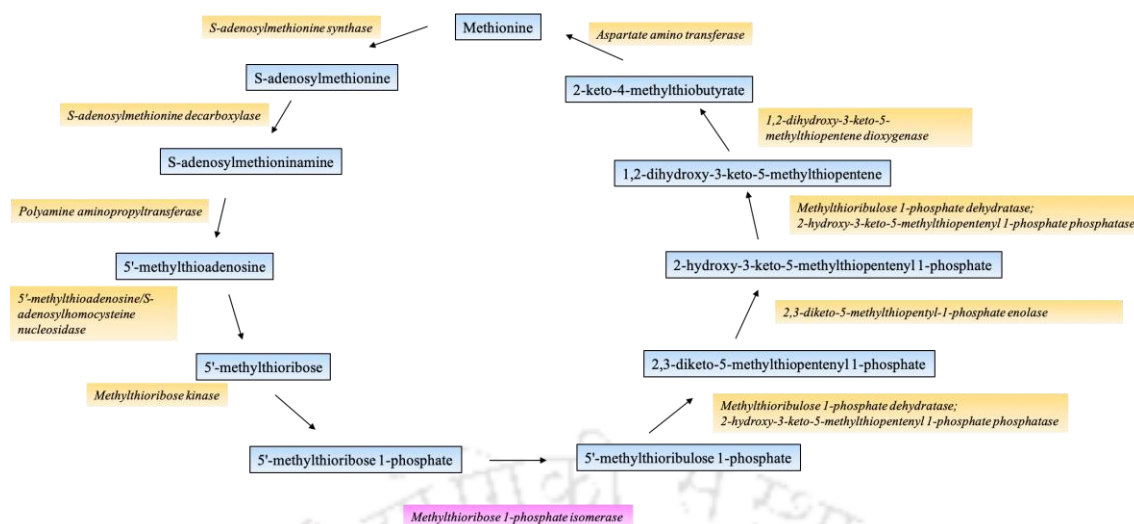 Methionine
S-adenosylmethionine synthase
S-adenosylmethionine
S-adenosylmethionine decarboxylase
S-adenosylmethioninamine
Polyamine aminopropyltransferase
5'-methylthioadenosine
5'-methylthioadenosine/S-
adenosylhomocysteine
nucleosidase
5'-methylthioribose
Methylthioribose kinase
5'-methylthioribose 1-phosphate
Methylthioribose 1-phosphate isomerase
5'-methylthioribulose 1-phosphate
Methylthioribulose 1-phosphate dehydratase;
2-hydroxy-3-keto-5-methylthiopentenyl 1-phosphate phosphatase
2,3-diketo-5-methylthiopentenyl 1-phosphate
2,3-diketo-5-methylthiopentyl-1-phosphate enolase
2-hydroxy-3-keto-5-methylthiopentenyl 1-phosphate
Methylthioribulose 1-phosphate dehydratase;
2-hydroxy-3-keto-5-methylthiopentenyl 1-phosphate phosphatase
1,2-dihydroxy-3-keto-5-methylthiopentene
1,2-dihydroxy-3-keto-5-
methylthiopentene dioxygenase
2-keto-4-methylthiobutyrate
Aspartate amino transferase